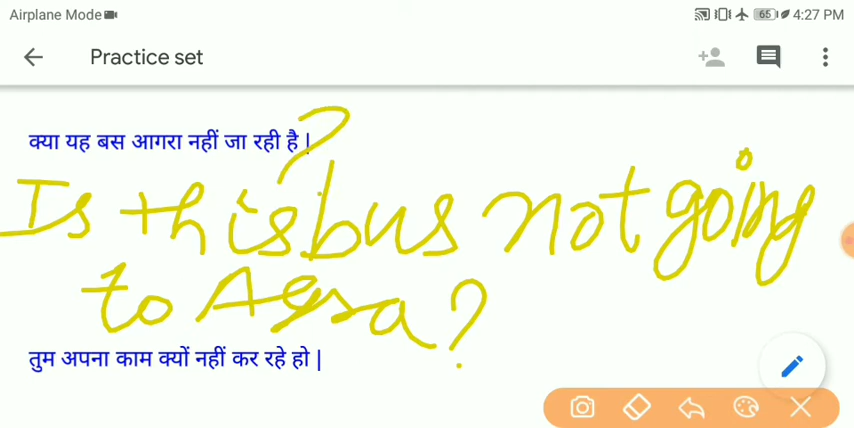 Airplane Mode 65 4:27 PM
Practice set
क्या यह बस आगरा नहीं जा रही है | ?
Is this bus not going
to Agra ?
तुम अपना काम क्यों नहीं कर रहे हो |